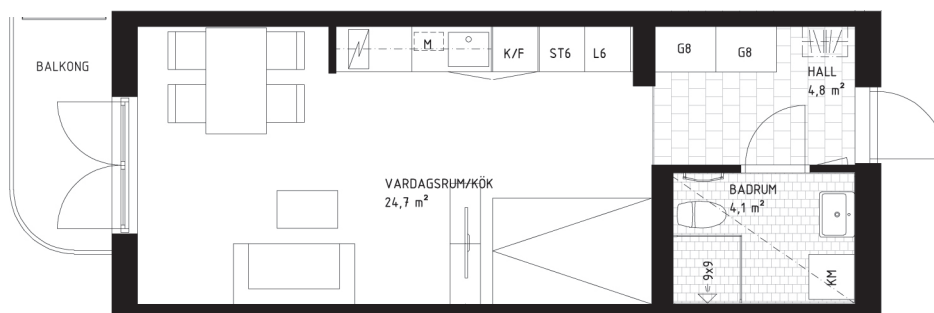 BALKONG
M
K/F
ST6
L6
G8
G8
HALL
4,8 m²
VARDAGSRUM/KÖK
24,7 m²
BADRUM
4,1 m²
9x9
KM